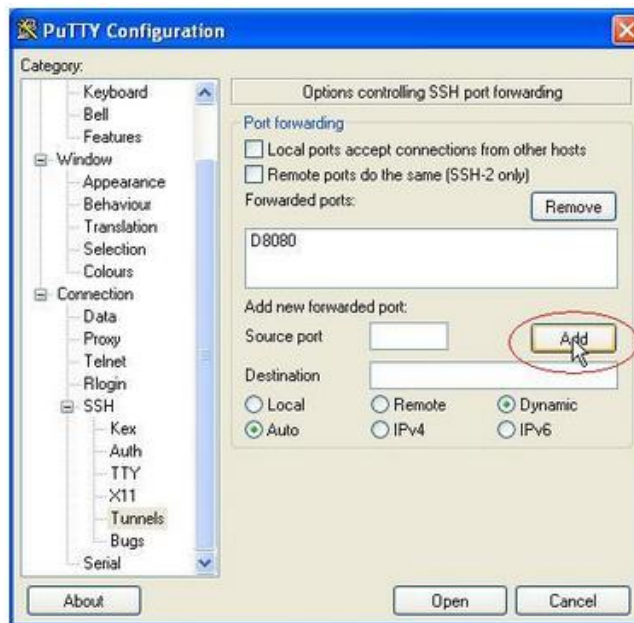 PuTTY Configuration
Category:
Keyboard
Bell
Features
Window
Appearance
Behaviour
Translation
Selection
Colours
Connection
Data
Proxy
Telnet
Rlogin
SSH
Kex
Auth
TTY
X11
Tunnels
Bugs
Serial
Options controlling SSH port forwarding
Port forwarding
Local ports accept connections from other hosts
Remote ports do the same (SSH-2 only)
Forwarded ports:
Remove
D8080
Add new forwarded port:
Source port
Add
Destination
Local Remote Dynamic
Auto IPv4 IPv6
About Open Cancel